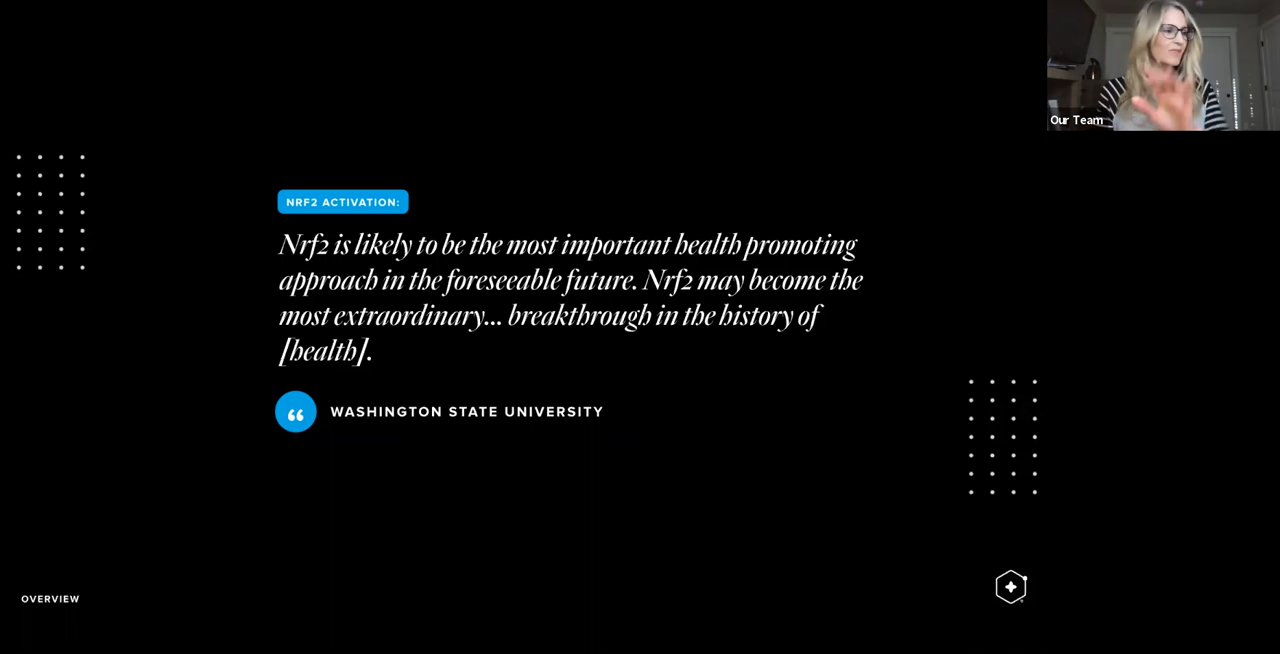 Our Team
NRF2 ACTIVATION:
Nrf2 is likely to be the most important health promoting
approach in the foreseeable future. Nrf2 may become the
most extraordinary... breakthrough in the history of
[health].
“
WASHINGTON STATE UNIVERSITY
OVERVIEW